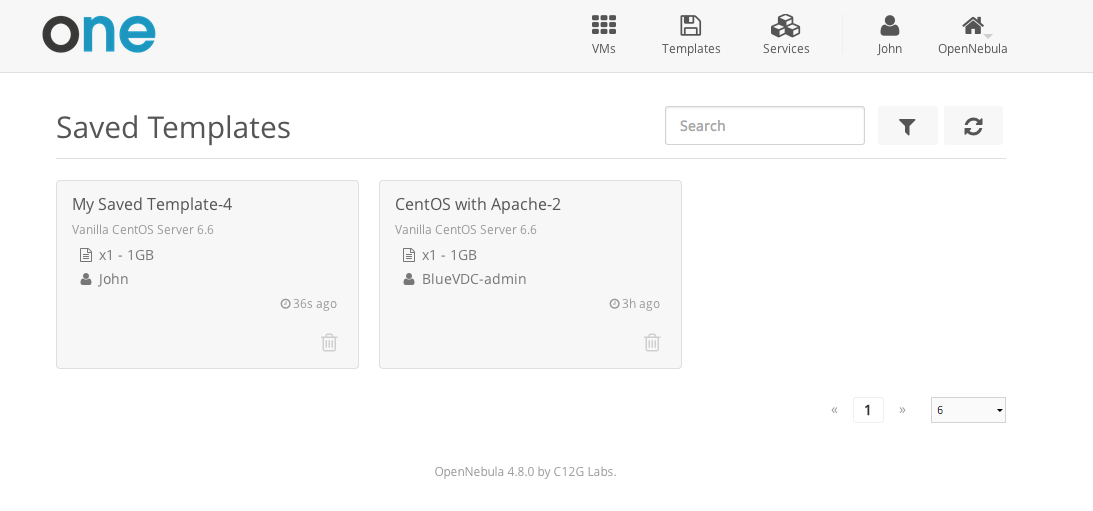 one
VMs
Templates
Services
John
OpenNebula
Saved Templates
Search
My Saved Template-4
Vanilla CentOS Server 6.6
x1 - 1GB
John
36s ago
CentOS with Apache-2
Vanilla CentOS Server 6.6
x1 - 1GB
BlueVDC-admin
3h ago
« 1 » 6
OpenNebula 4.8.0 by C12G Labs.